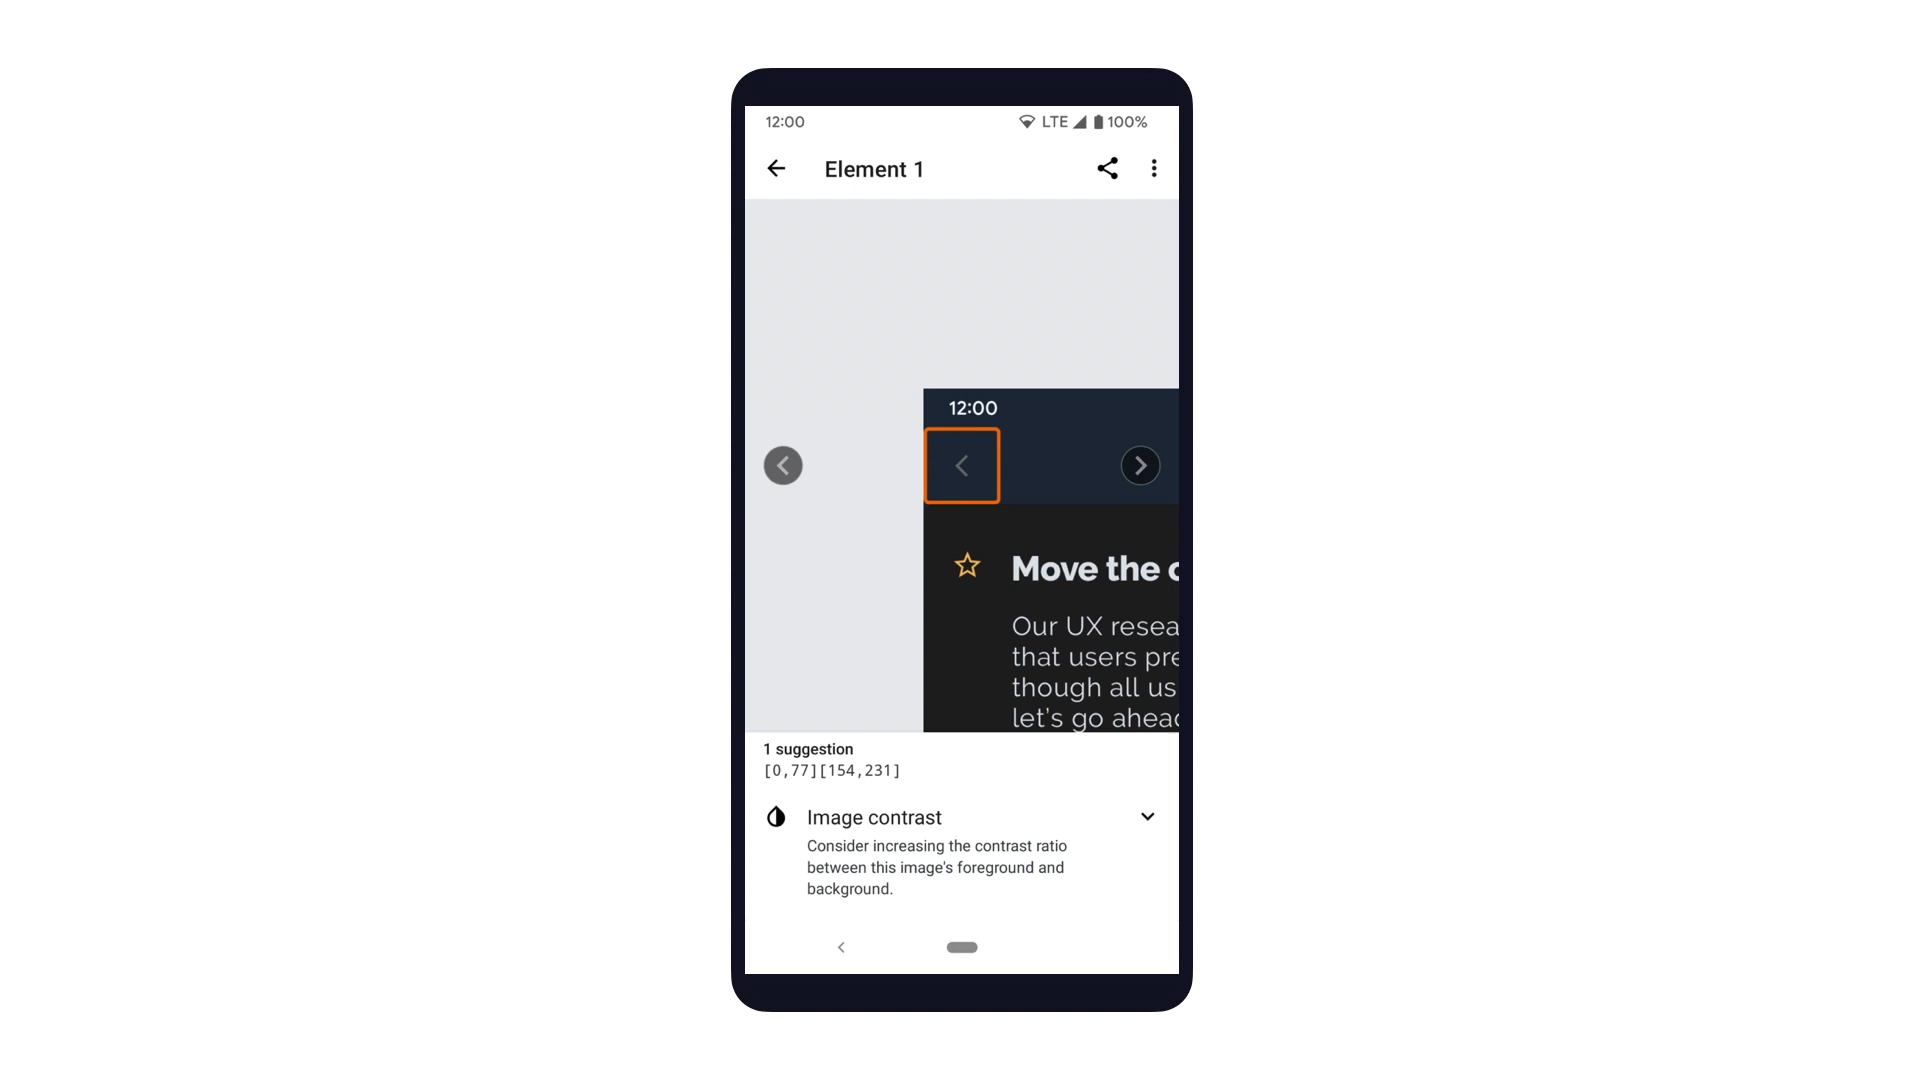 12:00 LTE 100%
Element 1
12:00
Move the
Our UX resea
that users pre
though all us
let's go ahead
1 suggestion
[0,77][154,231]
Image contrast
Consider increasing the contrast ratio
between this image's foreground and
background.